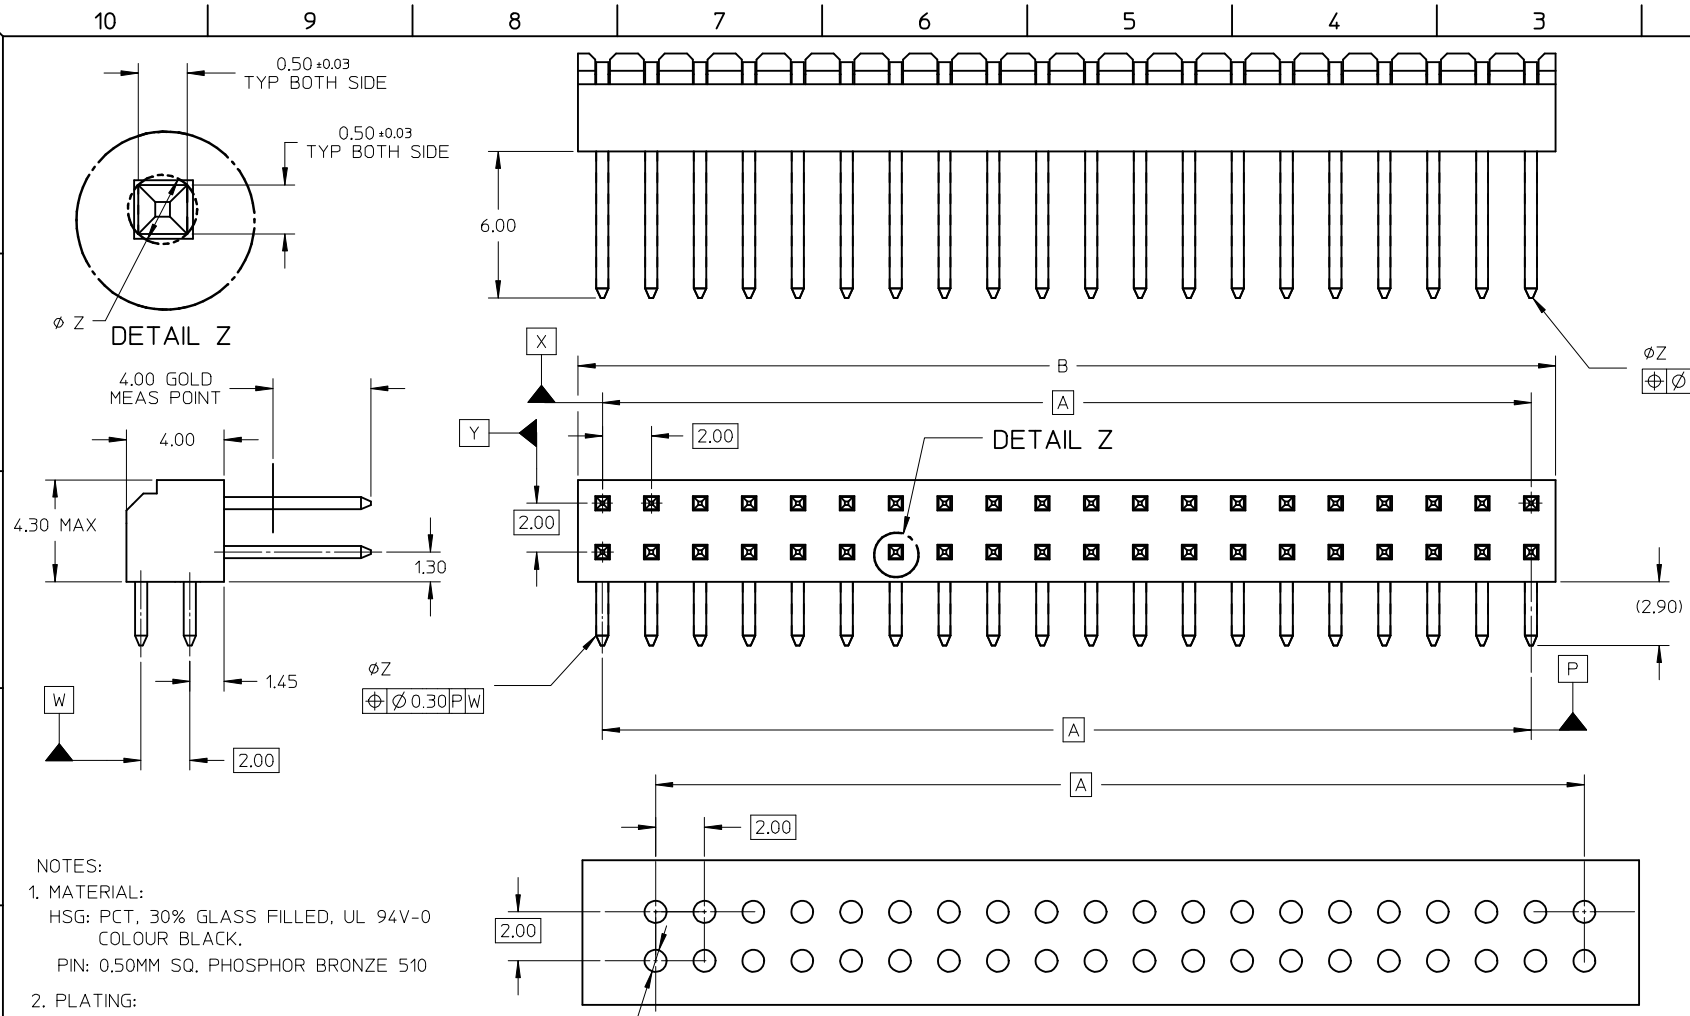 10 9 8 7 6 5 4 3
0.50 ±0.03
TYP BOTH SIDE
0.50 ±0.03
TYP BOTH SIDE
Ø Z
DETAIL Z
6.00
ØZ
⌖ Ø
4.00 GOLD
MEAS POINT
4.00
4.30 MAX
1.30
1.45
W
2.00
X
B
A
Y
2.00
DETAIL Z
2.00
(2.90)
ØZ
⌖ Ø 0.30 P W
P
A
A
2.00
2.00
NOTES:
1. MATERIAL:
HSG: PCT, 30% GLASS FILLED, UL 94V-0
COLOUR BLACK.
PIN: 0.50MM SQ. PHOSPHOR BRONZE 510
2. PLATING: